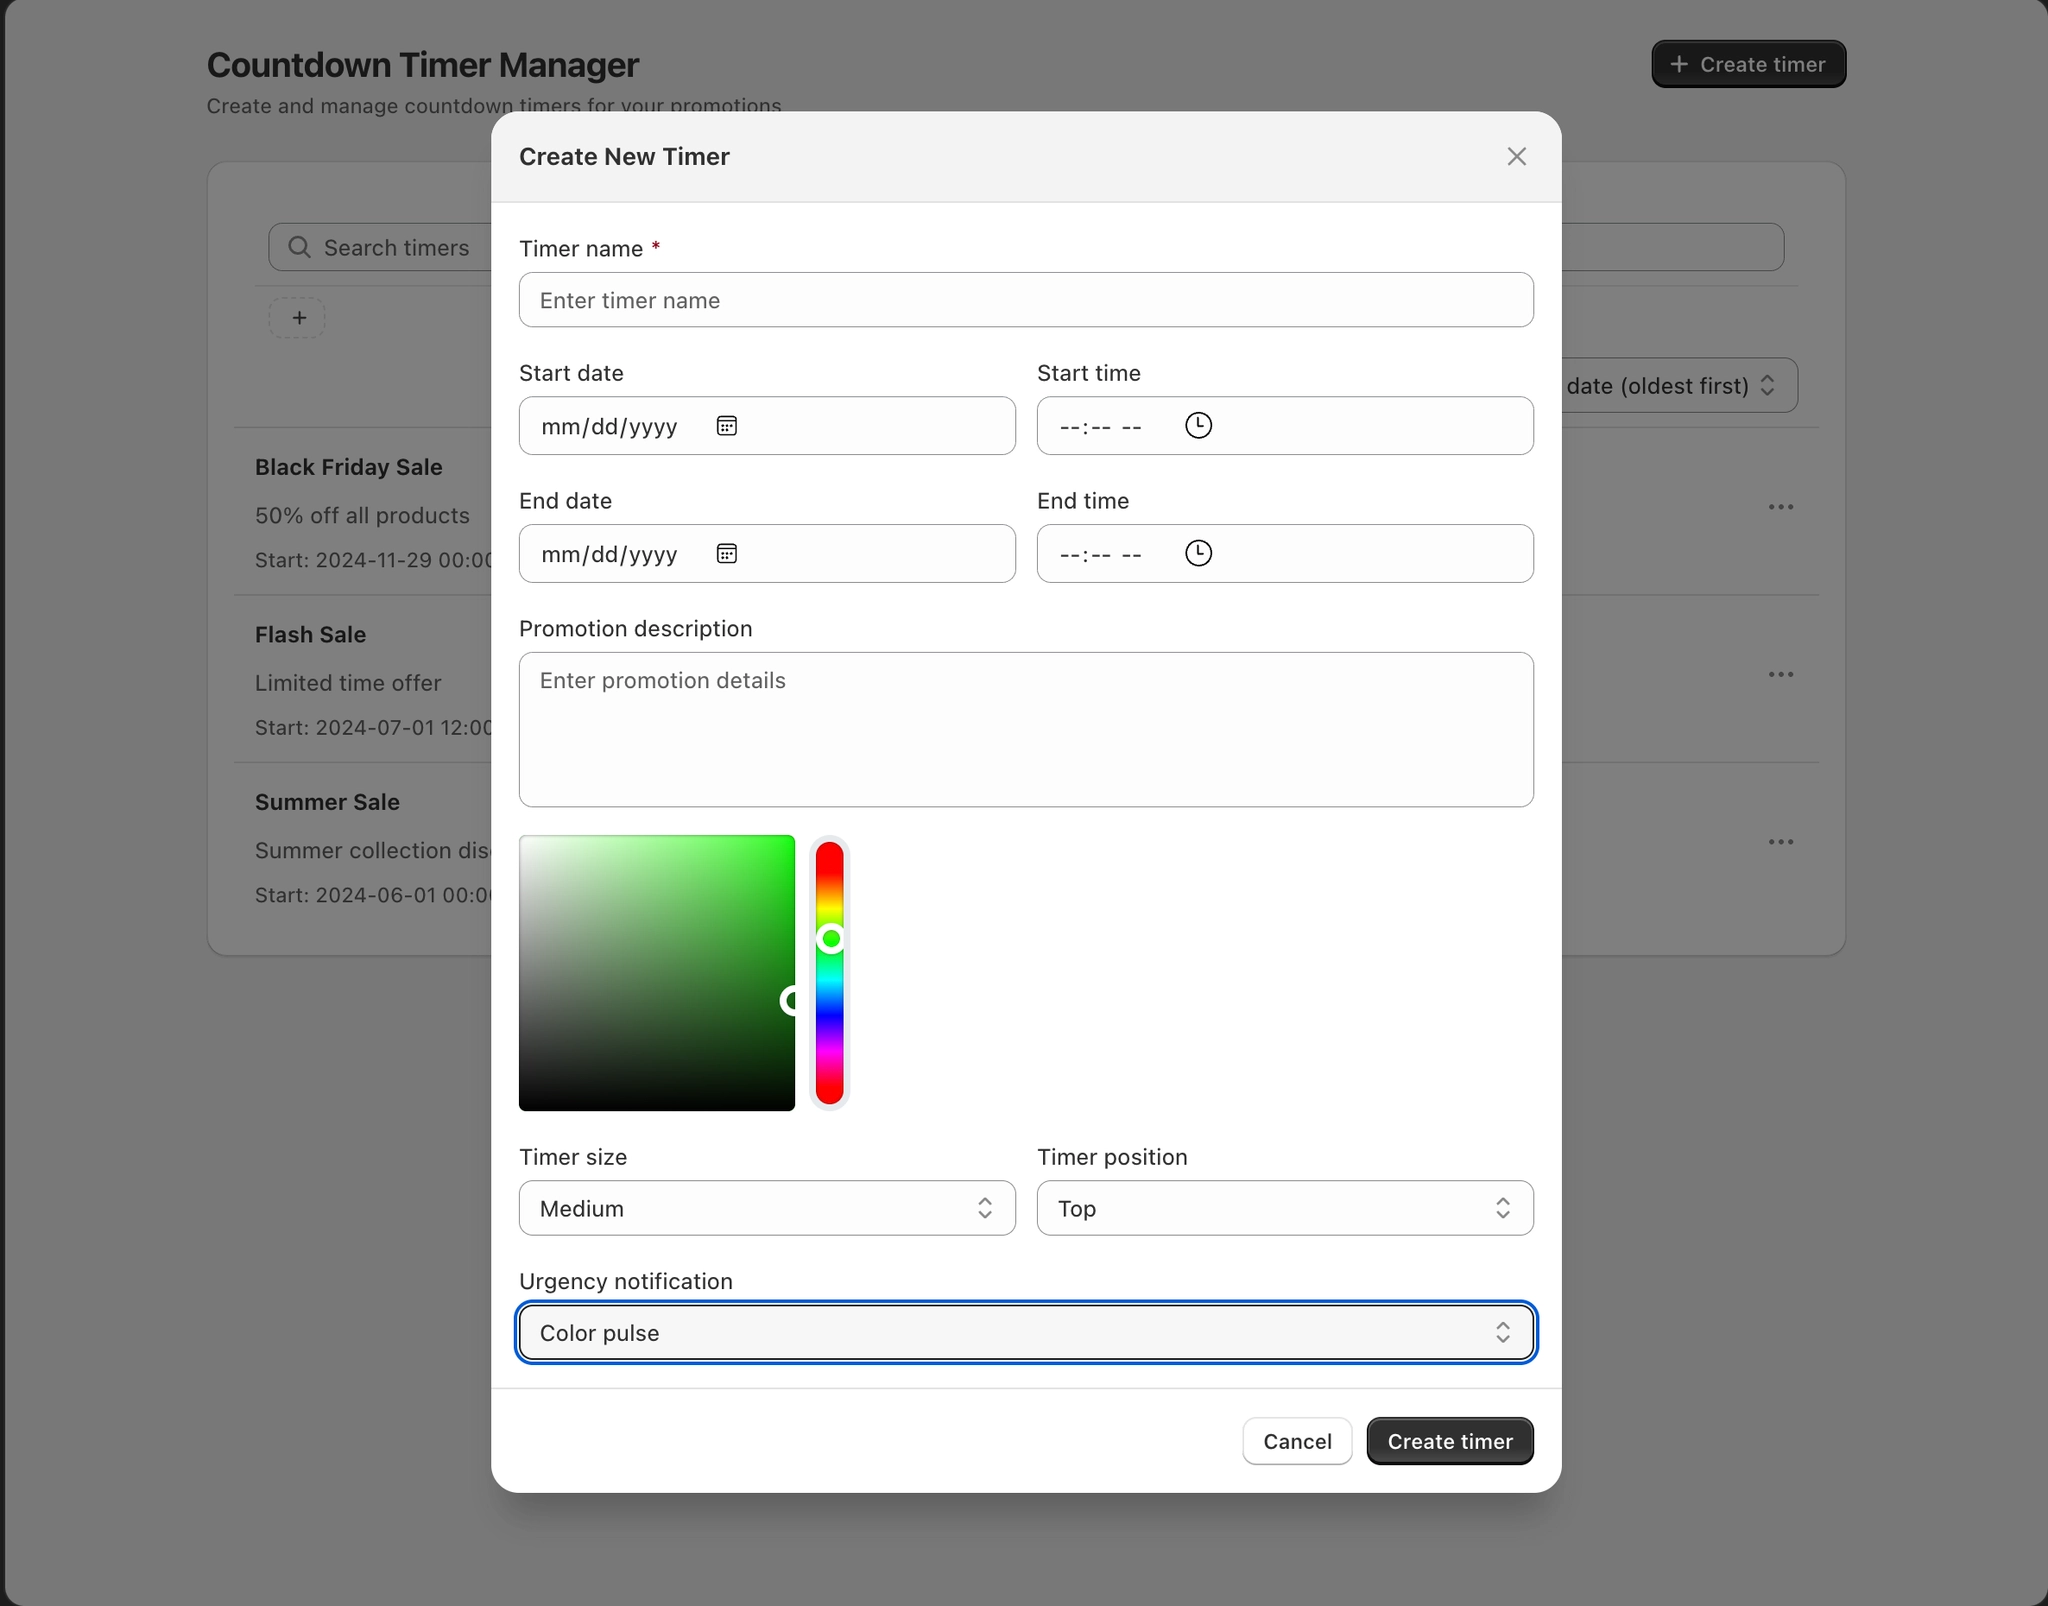 Countdown Timer Manager
+ Create timer
Create and manage countdown timers for your promotions
Create New Timer
Search timers
Timer name *
Enter timer name
+
Start date
Start time
date (oldest first)
mm/dd/yyyy
--:-- --
Black Friday Sale
50% off all products
End date
End time
Start: 2024-11-29 00:00
mm/dd/yyyy
--:-- --
Flash Sale
Promotion description
Limited time offer
Enter promotion details
Start: 2024-07-01 12:00
Summer Sale
Summer collection
Start: 2024-06-01
Timer size
Timer position
Medium
Top
Urgency notification
Color pulse
Cancel
Create timer